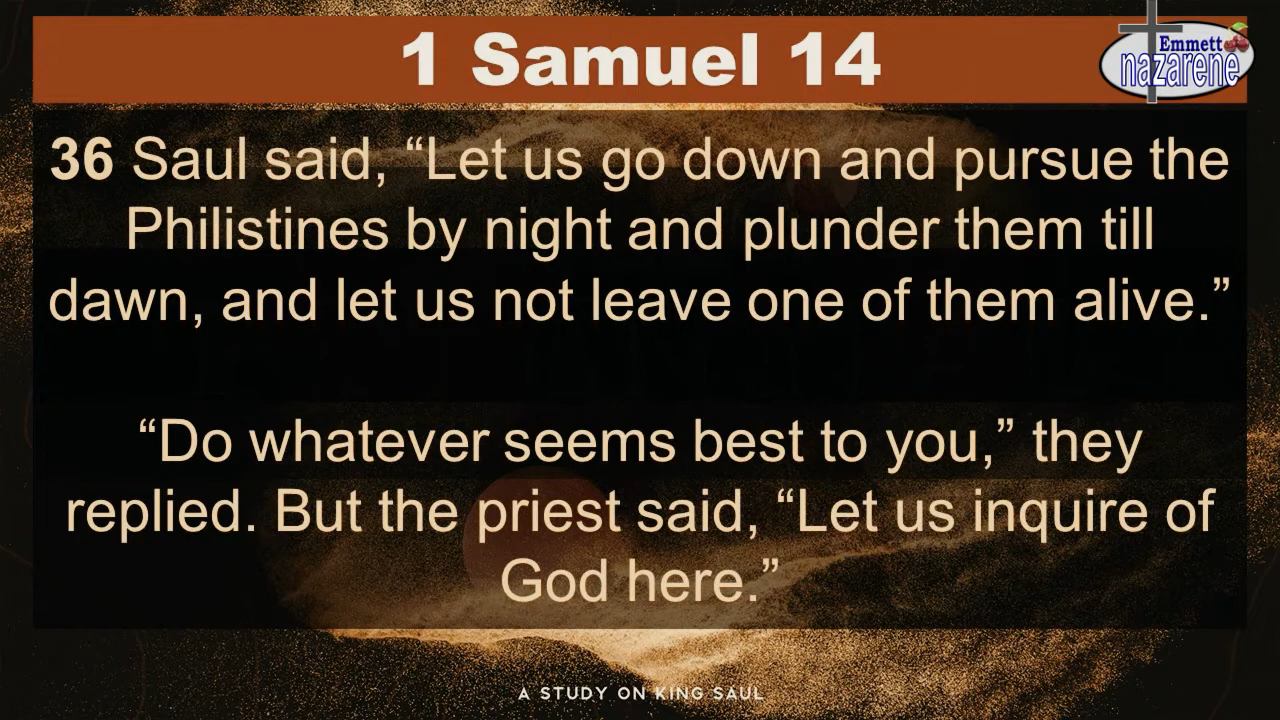 1 Samuel 14
Emmett
nazarene
36 Saul said, “Let us go down and pursue the
Philistines by night and plunder them till
dawn, and let us not leave one of them alive.”
“Do whatever seems best to you,” they
replied. But the priest said, “Let us inquire of
God here.”
A STUDY ON KING SAUL